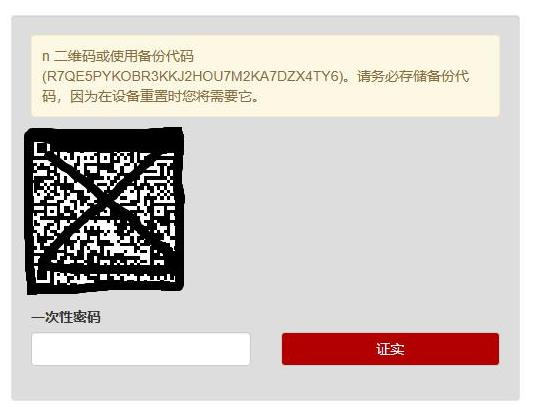 n 二维码或使用备份代码
(R7QE5PYKOBR3KKJ2HOU7M2KA7DZX4TY6)。请务必存储备份代
码，因为在设备重置时您将需要它。
一次性密码
证实